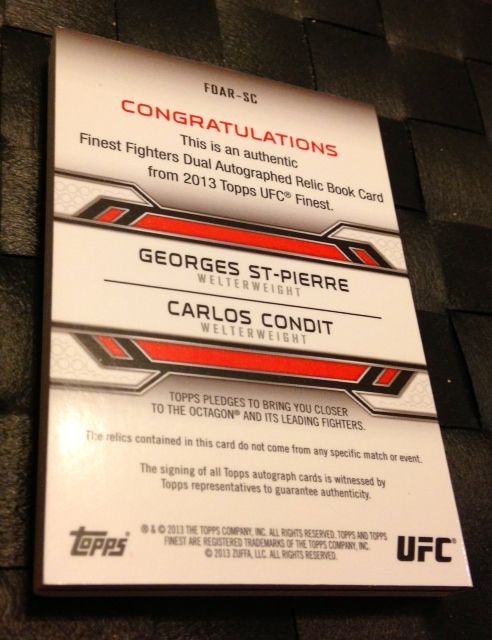 FDAR-SC
CONGRATULATIONS
This is an authentic
Finest Fighters Dual Autographed Relic Book Card
from 2013 Topps UFC® Finest.
GEORGES ST-PIERRE
WELTERWEIGHT
CARLOS CONDIT
WELTERWEIGHT
TOPPS PLEDGES TO BRING YOU CLOSER
TO THE OCTAGON® AND ITS LEADING FIGHTERS.
The relics contained in this card do not come from any specific match or event.
The signing of all Topps autograph cards is witnessed by
Topps representatives to guarantee authenticity.
topps®
® & © 2013 THE TOPPS COMPANY, INC. ALL RIGHTS RESERVED. TOPPS AND TOPPS
FINEST ARE REGISTERED TRADEMARKS OF THE TOPPS COMPANY, INC.
© 2013 ZUFFA, LLC. ALL RIGHTS RESERVED.
UFC®